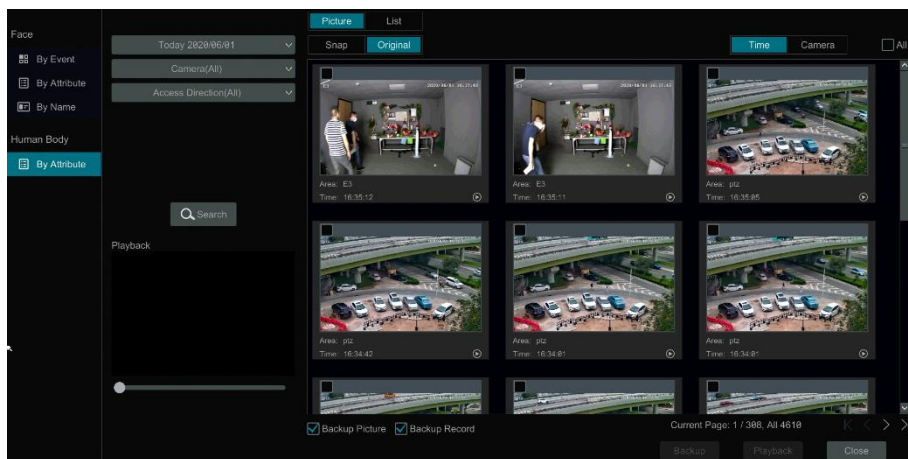 Face
By Event
By Attribute
By Name
Human Body
By Attribute
Today 2020/06/01
Camera(All)
Access Direction(All)
Search
Playback
Picture List
Snap Original
Time Camera
All
Area: E3
Time: 16:35:12
Area: E3
Time: 16:35:11
Area: ptz
Time: 16:35:05
Area: ptz
Time: 16:34:42
Area: ptz
Time: 16:34:01
Area: ptz
Time: 16:34:01
Backup Picture Backup Record
Current Page: 1 / 308, All 4610
Backup Playback Close